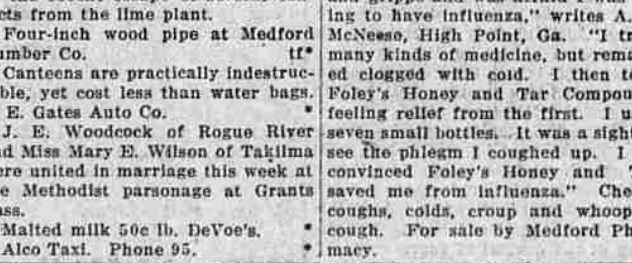 cts from the lime plant.
Four-inch wood pipe at Medford
umber Co. tf*
Canteens are practically indestruc-
ble, yet cost less than water bags.
E. Gates Auto Co. *
J. E. Woodcock of Rogue River
nd Miss Mary E. Wilson of Takilma
ere united in marriage this week at
e Methodist parsonage at Grants
ass.
Malted milk 50c lb. DeVoe's. *
Alco Taxi. Phone 95. *
ing to have influenza," writes A.
McNeese, High Point, Ga. "I tr
many kinds of medicine, but rema
ed clogged with cold. I then t
Foley's Honey and Tar Compou
feeling relief from the first. I u
seven small bottles. It was a sight
see the phlegm I coughed up. I
convinced Foley's Honey and T
saved me from influenza." Che
coughs, colds, croup and whoop
cough. For sale by Medford Ph
macy.